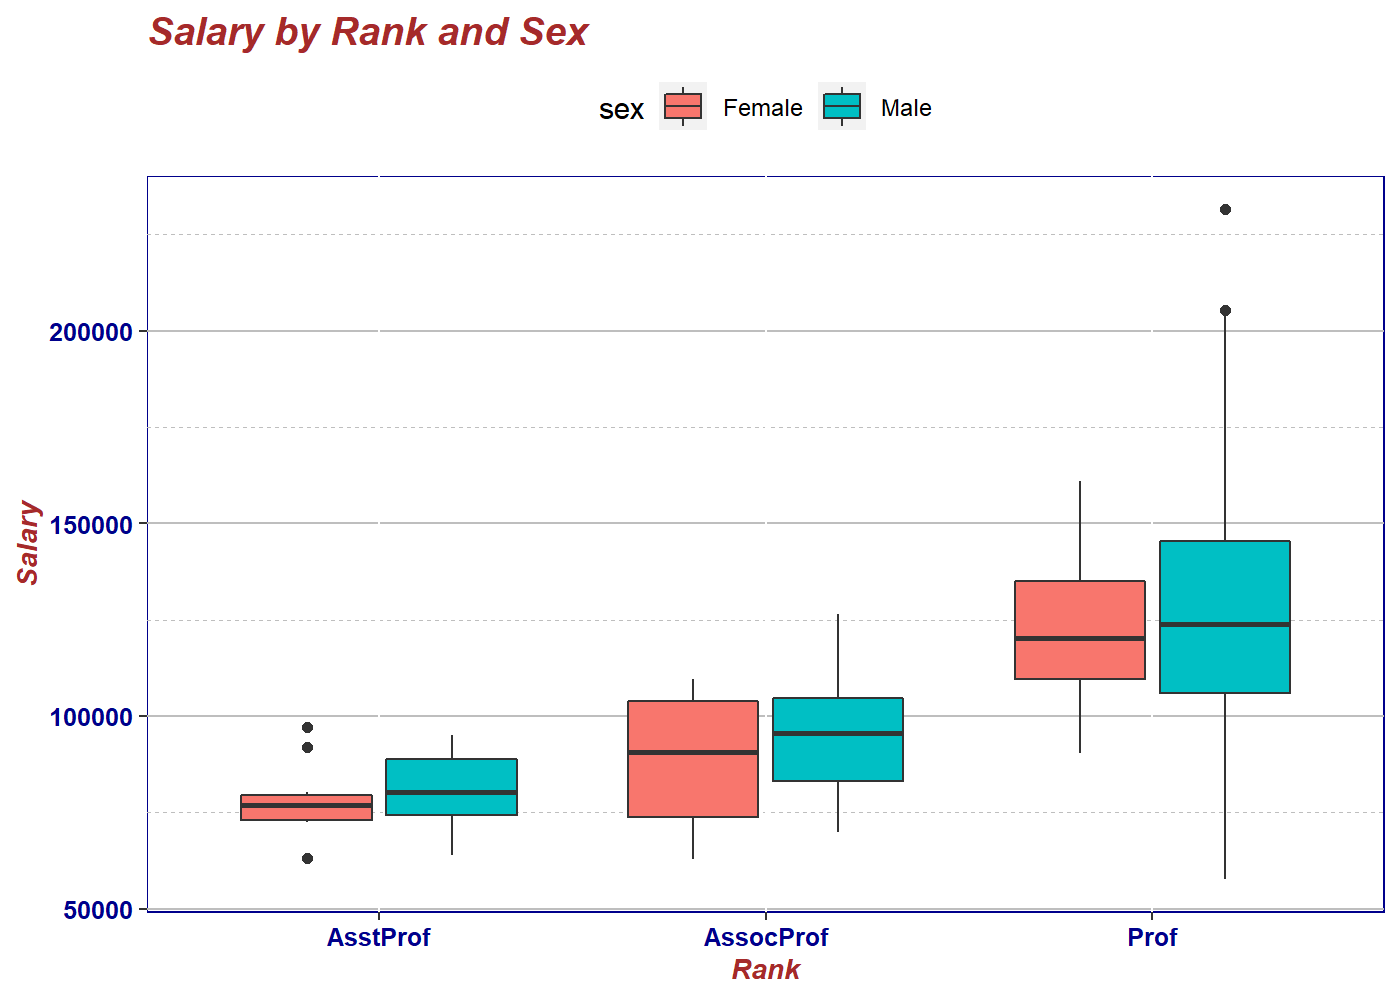 Salary by Rank and Sex
sex Female Male
200000
150000
100000
50000
Salary
AsstProf AssocProf Prof
Rank